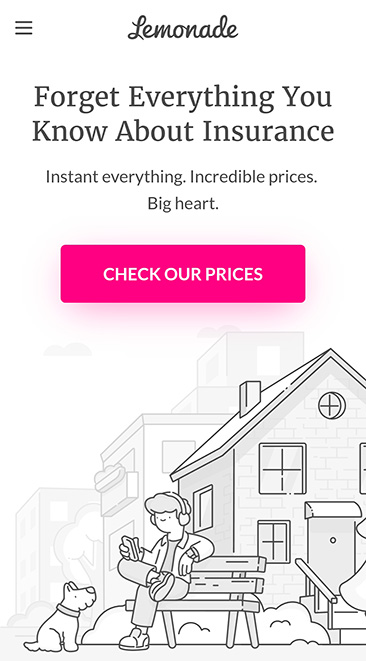 Lemonade
Forget Everything You
Know About Insurance
Instant everything. Incredible prices.
Big heart.
CHECK OUR PRICES